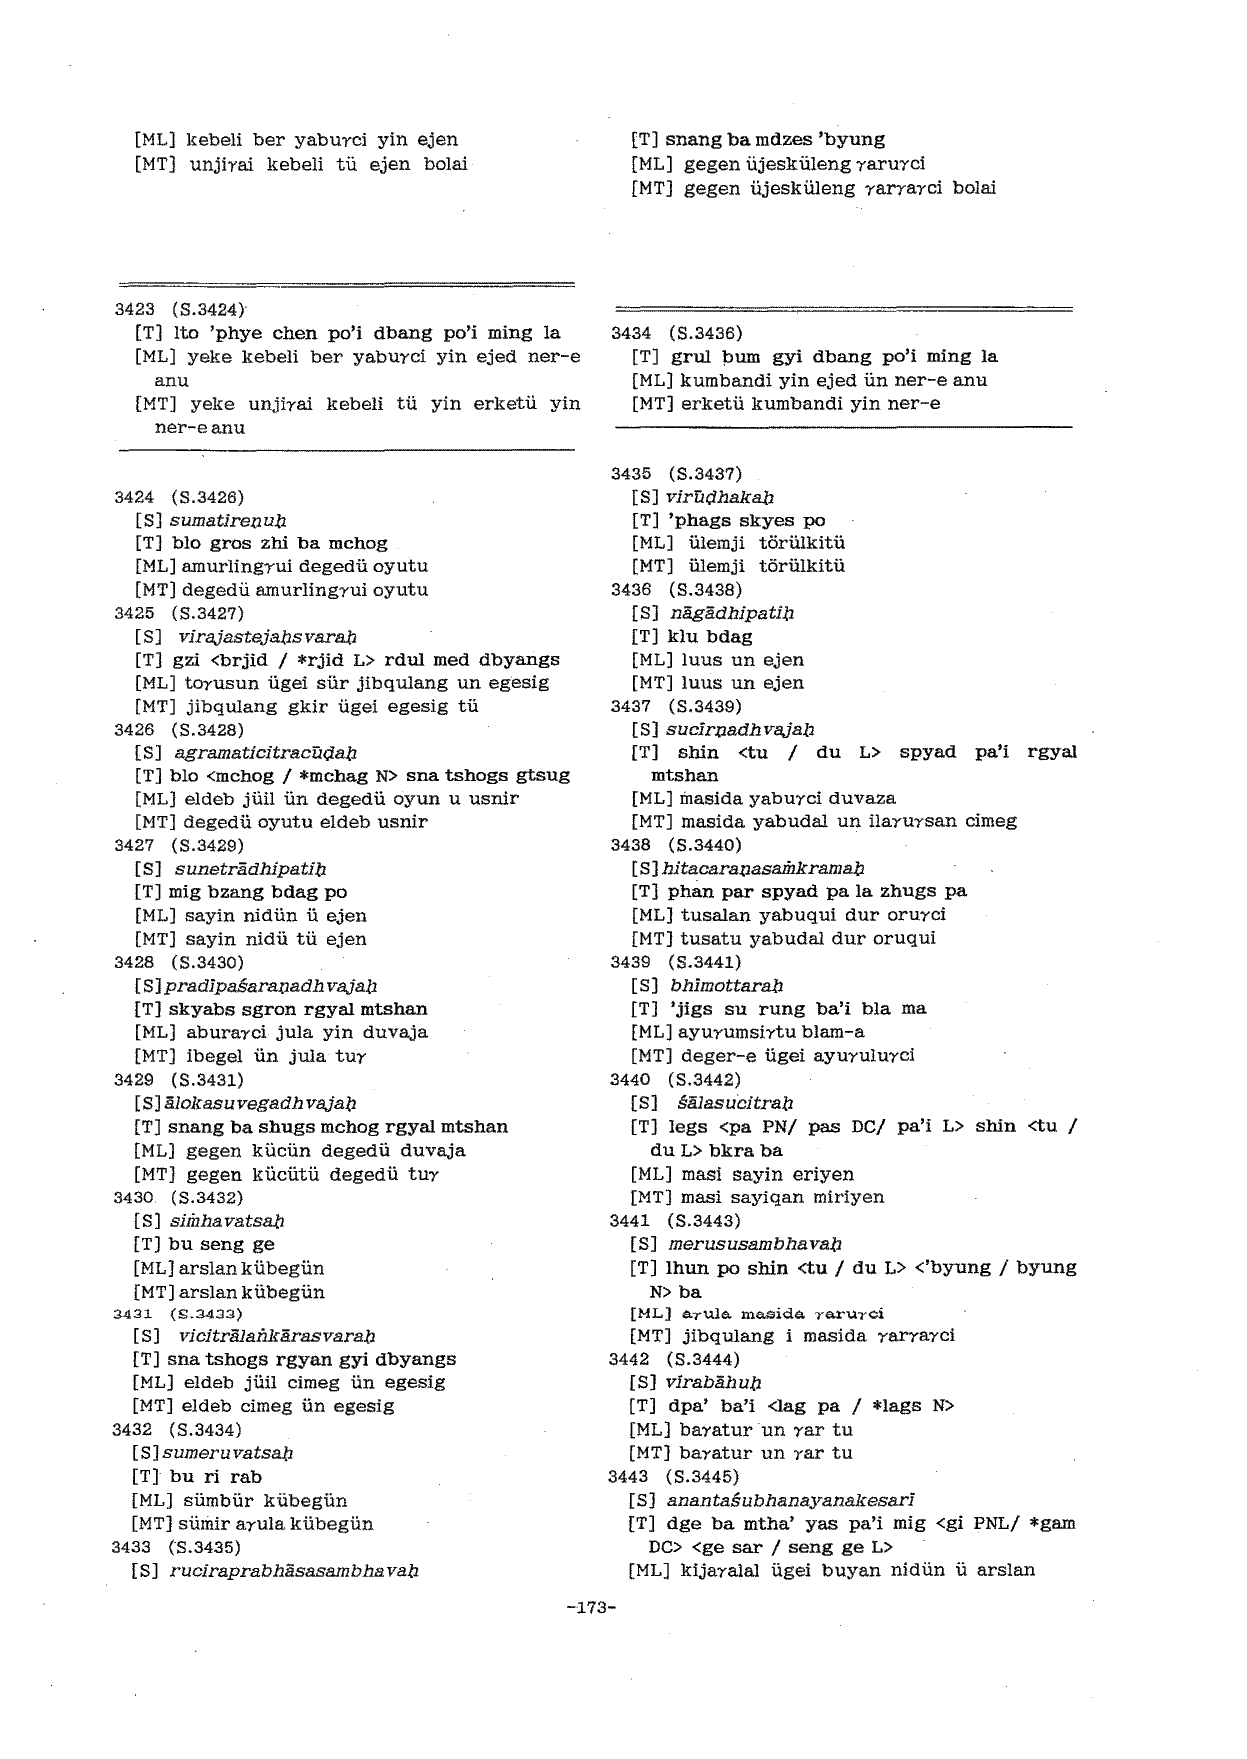 [ML] kebeli ber yabuγci yin ejen
[MT] unjiγai kebeli tü ejen bolai
3423 (S.3424)
[T] lto 'phye chen po'i dbang po'i ming la
[ML] yeke kebeli ber yabuγci yin ejed ner-e
anu
[MT] yeke unjiγai kebeli tü yin erketü yin
ner-e anu
3424 (S.3426)
[S] sumatireṇuḥ
[T] blo gros zhi ba mchog
[ML] amurlingγui degedü oyutu
[MT] degedü amurlingγui oyutu
3425 (S.3427)
[S] virajastejaḥsvaraḥ
[T] gzi <brjid / *rjid L> rdul med dbyangs
[ML] toγusun ügei sür jibqulang un egesig
[MT] jibqulang gkir ügei egesig tü
3426 (S.3428)
[S] agramaticitracūḍaḥ
[T] blo <mchog / *mchag N> sna tshogs gtsug
[ML] eldeb jüil ün degedü oyun u usnir
[MT] degedü oyutu eldeb usnir
3427 (S.3429)
[S] sunetrādhipatiḥ
[T] mig bzang bdag po
[ML] sayin nidün ü ejen
[MT] sayin nidü tü ejen
3428 (S.3430)
[S] pradīpaśaraṇadhvajaḥ
[T] skyabs sgron rgyal mtshan
[ML] aburaγci jula yin duvaja
[MT] ibegel ün jula tuγ
3429 (S.3431)
[S] ālokasuvegadhvajaḥ
[T] snang ba shugs mchog rgyal mtshan
[ML] gegen kücün degedü duvaja
[MT] gegen kücütü degedü tuγ
3430 (S.3432)
[S] siṁhavatsaḥ
[T] bu seng ge
[ML] arslan kübegün
[MT] arslan kübegün
3431 (S.3433)
[S] vicitrālaṅkārasvaraḥ
[T] sna tshogs rgyan gyi dbyangs
[ML] eldeb jüil cimeg ün egesig
[MT] eldeb cimeg ün egesig
3432 (S.3434)
[S] sumeruvatsaḥ
[T] bu ri rab
[ML] sümbür kübegün
[MT] sümir aγula kübegün
3433 (S.3435)
[S] ruciraprabhāsasambhavaḥ
[T] snang ba mdzes 'byung
[ML] gegen üjesküleng γaruγci
[MT] gegen üjesküleng γarγaγci bolai
3434 (S.3436)
[T] grul bum gyi dbang po'i ming la
[ML] kumbandi yin ejed ün ner-e anu
[MT] erketü kumbandi yin ner-e
3435 (S.3437)
[S] virūḍhakaḥ
[T] 'phags skyes po
[ML] ülemji törülkitü
[MT] ülemji törülkitü
3436 (S.3438)
[S] nāgādhipatiḥ
[T] klu bdag
[ML] luus un ejen
[MT] luus un ejen
3437 (S.3439)
[S] sucīrṇadhvajaḥ
[T] shin <tu / du L> spyad pa'i rgyal
mtshan
[ML] masida yabuγci duvaza
[MT] masida yabudal un ilaγuγsan cimeg
3438 (S.3440)
[S] hitacaraṇasaṁkramaḥ
[T] phan par spyad pa la zhugs pa
[ML] tusalan yabuqui dur oruγci
[MT] tusatu yabudal dur oruqui
3439 (S.3441)
[S] bhīmottaraḥ
[T] 'jigs su rung ba'i bla ma
[ML] ayuγumsiγtu blam-a
[MT] deger-e ügei ayuγuluγci
3440 (S.3442)
[S] śālasucitraḥ
[T] legs <pa PN/ pas DC/ pa'i L> shin <tu /
du L> bkra ba
[ML] masi sayin eriyen
[MT] masi sayiqan miriyen
3441 (S.3443)
[S] merususambhavaḥ
[T] lhun po shin <tu / du L> <'byung / byung
N> ba
[ML] aγula masida γaruγci
[MT] jibqulang i masida γarγaγci
3442 (S.3444)
[S] vīrabāhuḥ
[T] dpa' ba'i <lag pa / *lags N>
[ML] baγatur un γar tu
[MT] baγatur un γar tu
3443 (S.3445)
[S] anantaśubhanayanakesarī
[T] dge ba mtha' yas pa'i mig <gi PNL/ *gam
DC> <ge sar / seng ge L>
[ML] kijaγalal ügei buyan nidün ü arslan
-173-